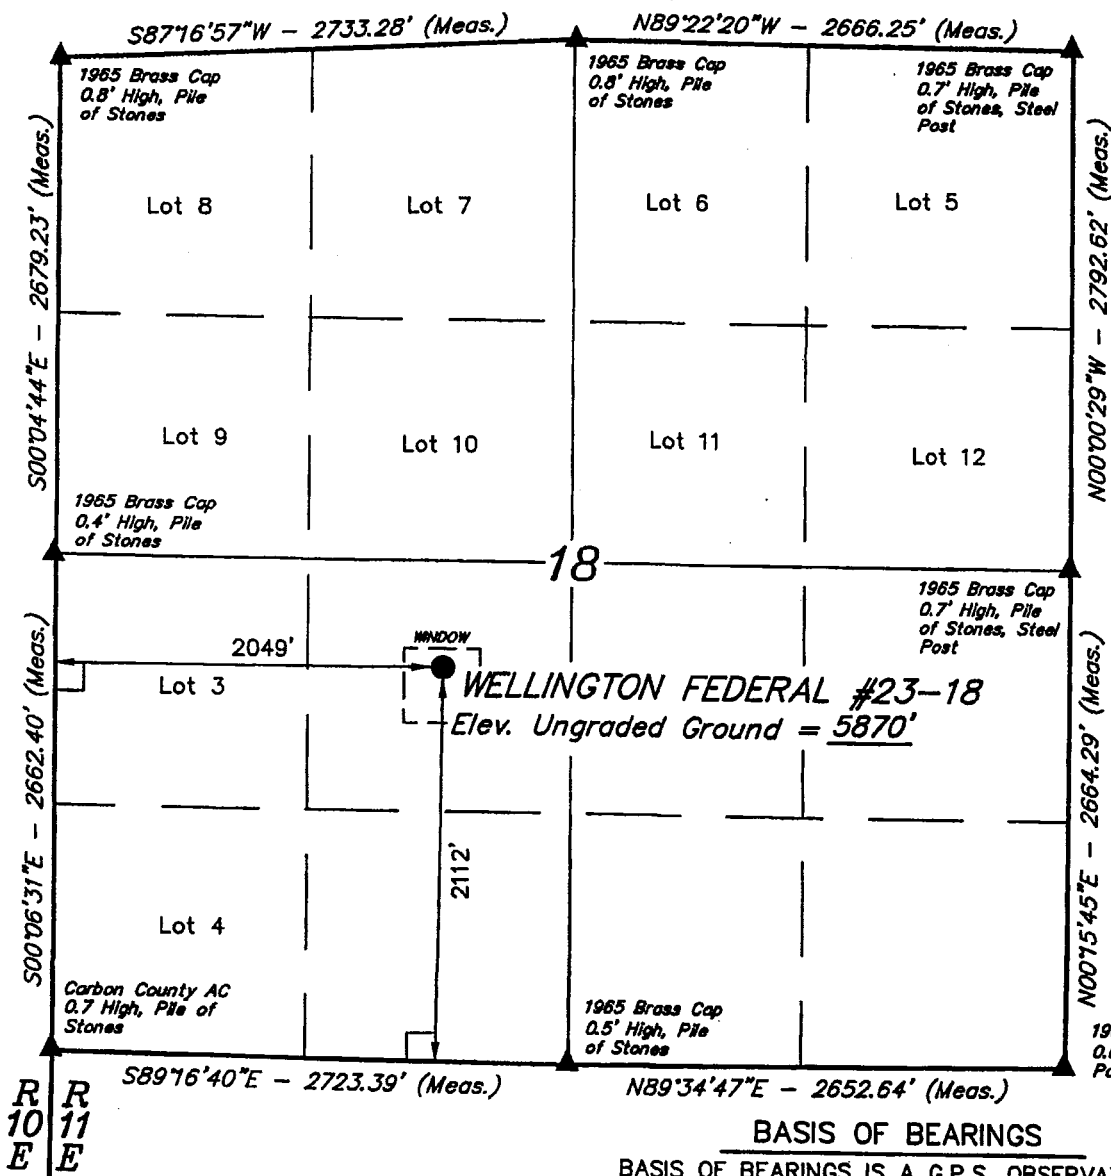 S87°16'57"W - 2733.28' (Meas.)
N89°22'20"W - 2666.25' (Meas.)
1965 Brass Cap
0.8' High, Pile
of Stones
1965 Brass Cap
0.8' High, Pile
of Stones
1965 Brass Cap
0.7' High, Pile
of Stones, Steel
Post
S00°04'44"E - 2679.23' (Meas.)
N00°00'29"W - 2792.62' (Meas.)
Lot 8
Lot 7
Lot 6
Lot 5
Lot 9
Lot 10
Lot 11
Lot 12
1965 Brass Cap
0.4' High, Pile
of Stones
18
1965 Brass Cap
0.7' High, Pile
of Stones, Steel
Post
S00°06'31"E - 2662.40' (Meas.)
N00°15'45"E - 2664.29' (Meas.)
2049'
WINDOW
Lot 3
WELLINGTON FEDERAL #23-18
Elev. Ungraded Ground = 5870'
2112'
Lot 4
Carbon County AC
0.7 High, Pile of
Stones
1965 Brass Cap
0.5' High, Pile
of Stones
S89°16'40"E - 2723.39' (Meas.)
N89°34'47"E - 2652.64' (Meas.)
R R
10 11
E E
BASIS OF BEARINGS
BASIS OF BEARINGS IS A G.P.S. OBSERVA